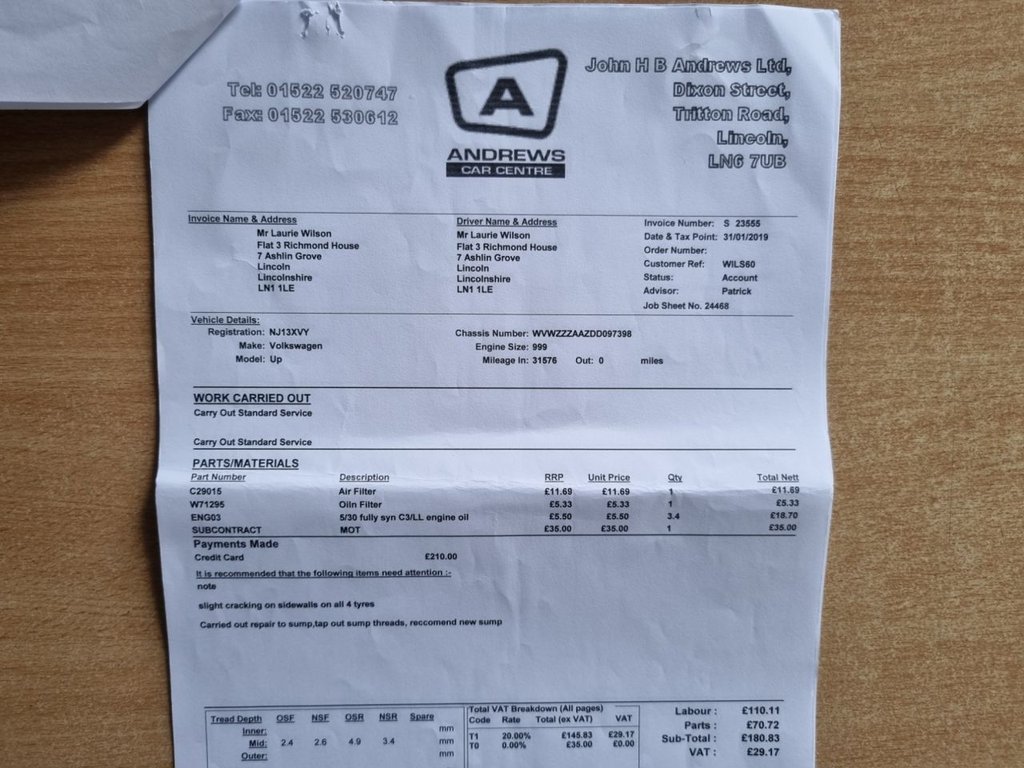 Tel: 01522 520747
Fax: 01522 530612
A
ANDREWS
CAR CENTRE
John H B Andrews Ltd,
Dixon Street,
Tritton Road,
Lincoln,
LN6 7UB
Invoice Name & Address
Mr Laurie Wilson
Flat 3 Richmond House
7 Ashlin Grove
Lincoln
Lincolnshire
LN1 1LE
Driver Name & Address
Mr Laurie Wilson
Flat 3 Richmond House
7 Ashlin Grove
Lincoln
Lincolnshire
LN1 1LE
Invoice Number: S 23555
Date & Tax Point: 31/01/2019
Order Number:
Customer Ref: WILS60
Status: Account
Advisor: Patrick
Job Sheet No. 24468
Vehicle Details:
Registration: NJ13XVY
Make: Volkswagen
Model: Up
Chassis Number: WVWZZZAAZDD097398
Engine Size: 999
Mileage In: 31576 Out: 0 miles
WORK CARRIED OUT
Carry Out Standard Service
Carry Out Standard Service
PARTS/MATERIALS
Part Number Description RRP Unit Price Qty Total Nett
C29015 Air Filter £11.69 £11.69 1 £11.69
W71295 Oiln Filter £5.33 £5.33 1 £5.33
ENG03 5/30 fully syn C3/LL engine oil £5.50 £5.50 3.4 £18.70
SUBCONTRACT MOT £35.00 £35.00 1 £35.00
Payments Made
Credit Card £210.00
It is recommended that the following items need attention :-
note
slight cracking on sidewalls on all 4 tyres
Carried out repair to sump,tap out sump threads, reccomend new sump
Tread Depth OSF NSF OSR NSR Spare
Inner: mm
Mid: 2.4 2.6 4.9 3.4 mm
Outer: mm
Total VAT Breakdown (All pages)
Code Rate Total (ex VAT) VAT
T1 20.00% £145.83 £29.17
T0 0.00% £35.00 £0.00
Labour : £110.11
Parts : £70.72
Sub-Total : £180.83
VAT : £29.17